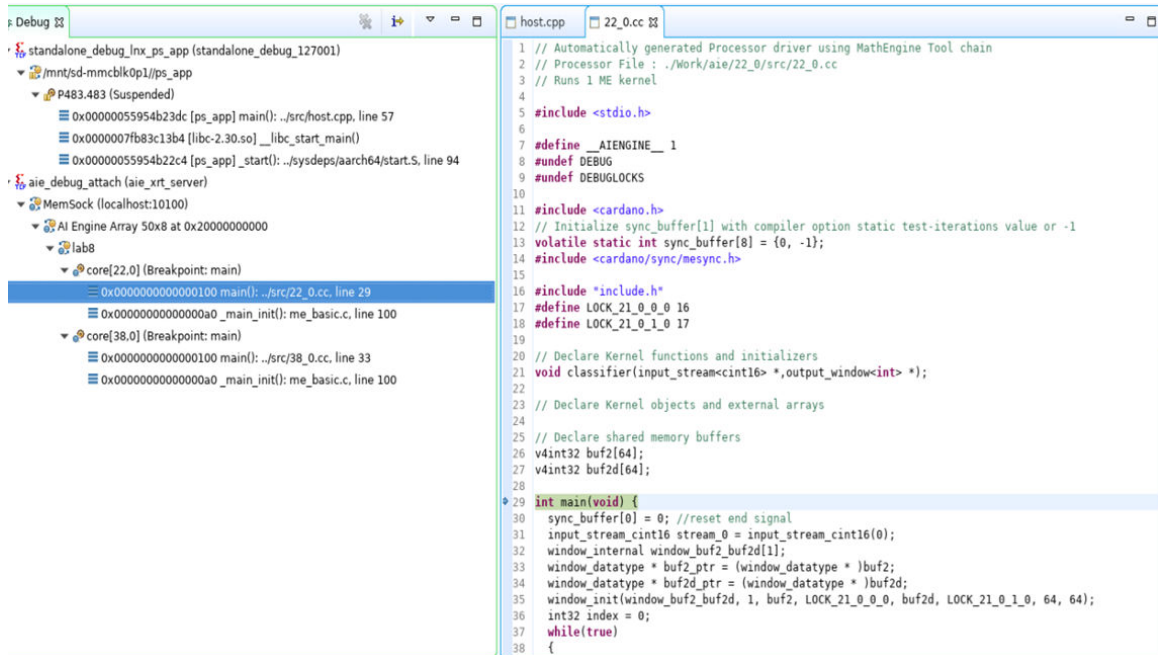 Debug
standalone_debug_lnx_ps_app (standalone_debug_127001)
/mnt/sd-mmcblk0p1//ps_app
P483.483 (Suspended)
0x00000055954b23dc [ps_app] main(): ../src/host.cpp, line 57
0x0000007fb83c13b4 [libc-2.30.so] __libc_start_main()
0x00000055954b22c4 [ps_app] _start(): ../sysdeps/aarch64/start.S, line 94
aie_debug_attach (aie_xrt_server)
MemSock (localhost:10100)
AI Engine Array 50x8 at 0x20000000000
lab8
core[22,0] (Breakpoint: main)
0x0000000000000100 main(): ../src/22_0.cc, line 29
0x00000000000000a0 _main_init(): me_basic.c, line 100
core[38,0] (Breakpoint: main)
0x0000000000000100 main(): ../src/38_0.cc, line 33
0x00000000000000a0 _main_init(): me_basic.c, line 100
host.cpp
22_0.cc
1 // Automatically generated Processor driver using MathEngine Tool chain
2 // Processor File : ./Work/aie/22_0/src/22_0.cc
3 // Runs 1 ME kernel
4
5 #include <stdio.h>
6
7 #define __AIENGINE__ 1
8 #undef DEBUG
9 #undef DEBUGLOCKS
10
11 #include <cardano.h>
12 // Initialize sync_buffer[1] with compiler option static test-iterations value or -1
13 volatile static int sync_buffer[8] = {0, -1};
14 #include <cardano/sync/mesync.h>
15
16 #include "include.h"
17 #define LOCK_21_0_0_0 16
18 #define LOCK_21_0_1_0 17
19
20 // Declare Kernel functions and initializers
21 void classifier(input_stream<cint16> *,output_window<int> *);
22
23 // Declare Kernel objects and external arrays
24
25 // Declare shared memory buffers
26 v4int32 buf2[64];
27 v4int32 buf2d[64];
28
29 int main(void) {
30 sync_buffer[0] = 0; //reset end signal
31 input_stream_cint16 stream_0 = input_stream_cint16(0);
32 window_internal window_buf2_buf2d[1];
33 window_datatype * buf2_ptr = (window_datatype * )buf2;
34 window_datatype * buf2d_ptr = (window_datatype * )buf2d;
35 window_init(window_buf2_buf2d, 1, buf2, LOCK_21_0_0_0, buf2d, LOCK_21_0_1_0, 64, 64);
36 int32 index = 0;
37 while(true)
38 {